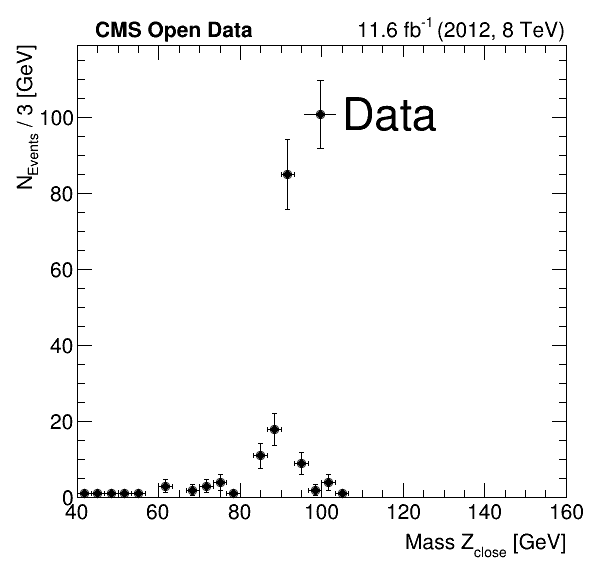 CMS Open Data 11.6 fb-1 (2012, 8 TeV)
NEvents / 3 [GeV]
100
80
60
40
20
0
Data
40 60 80 100 120 140 160
Mass Zclose [GeV]